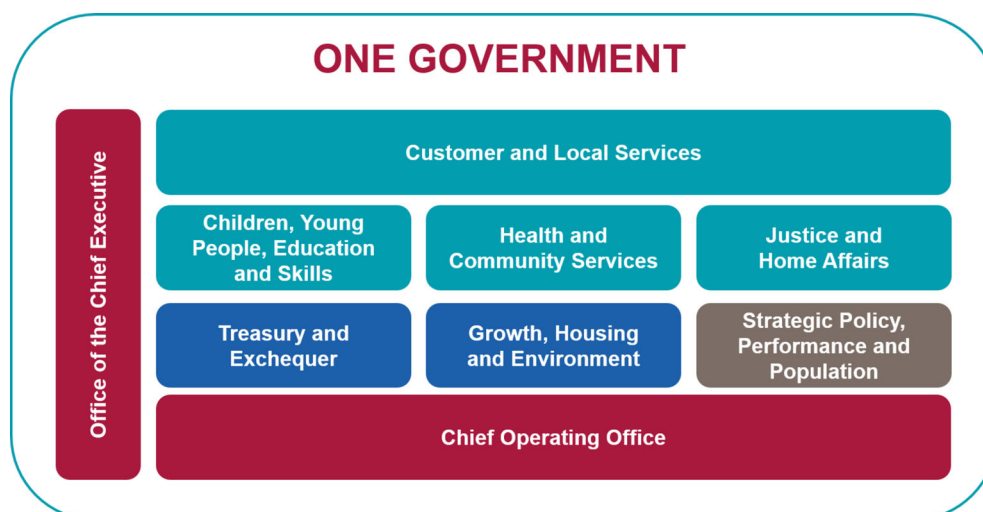 ONE GOVERNMENT
Office of the Chief Executive
Customer and Local Services
Children, Young
People, Education
and Skills
Health and
Community Services
Justice and
Home Affairs
Treasury and
Exchequer
Growth, Housing
and Environment
Strategic Policy,
Performance and
Population
Chief Operating Office